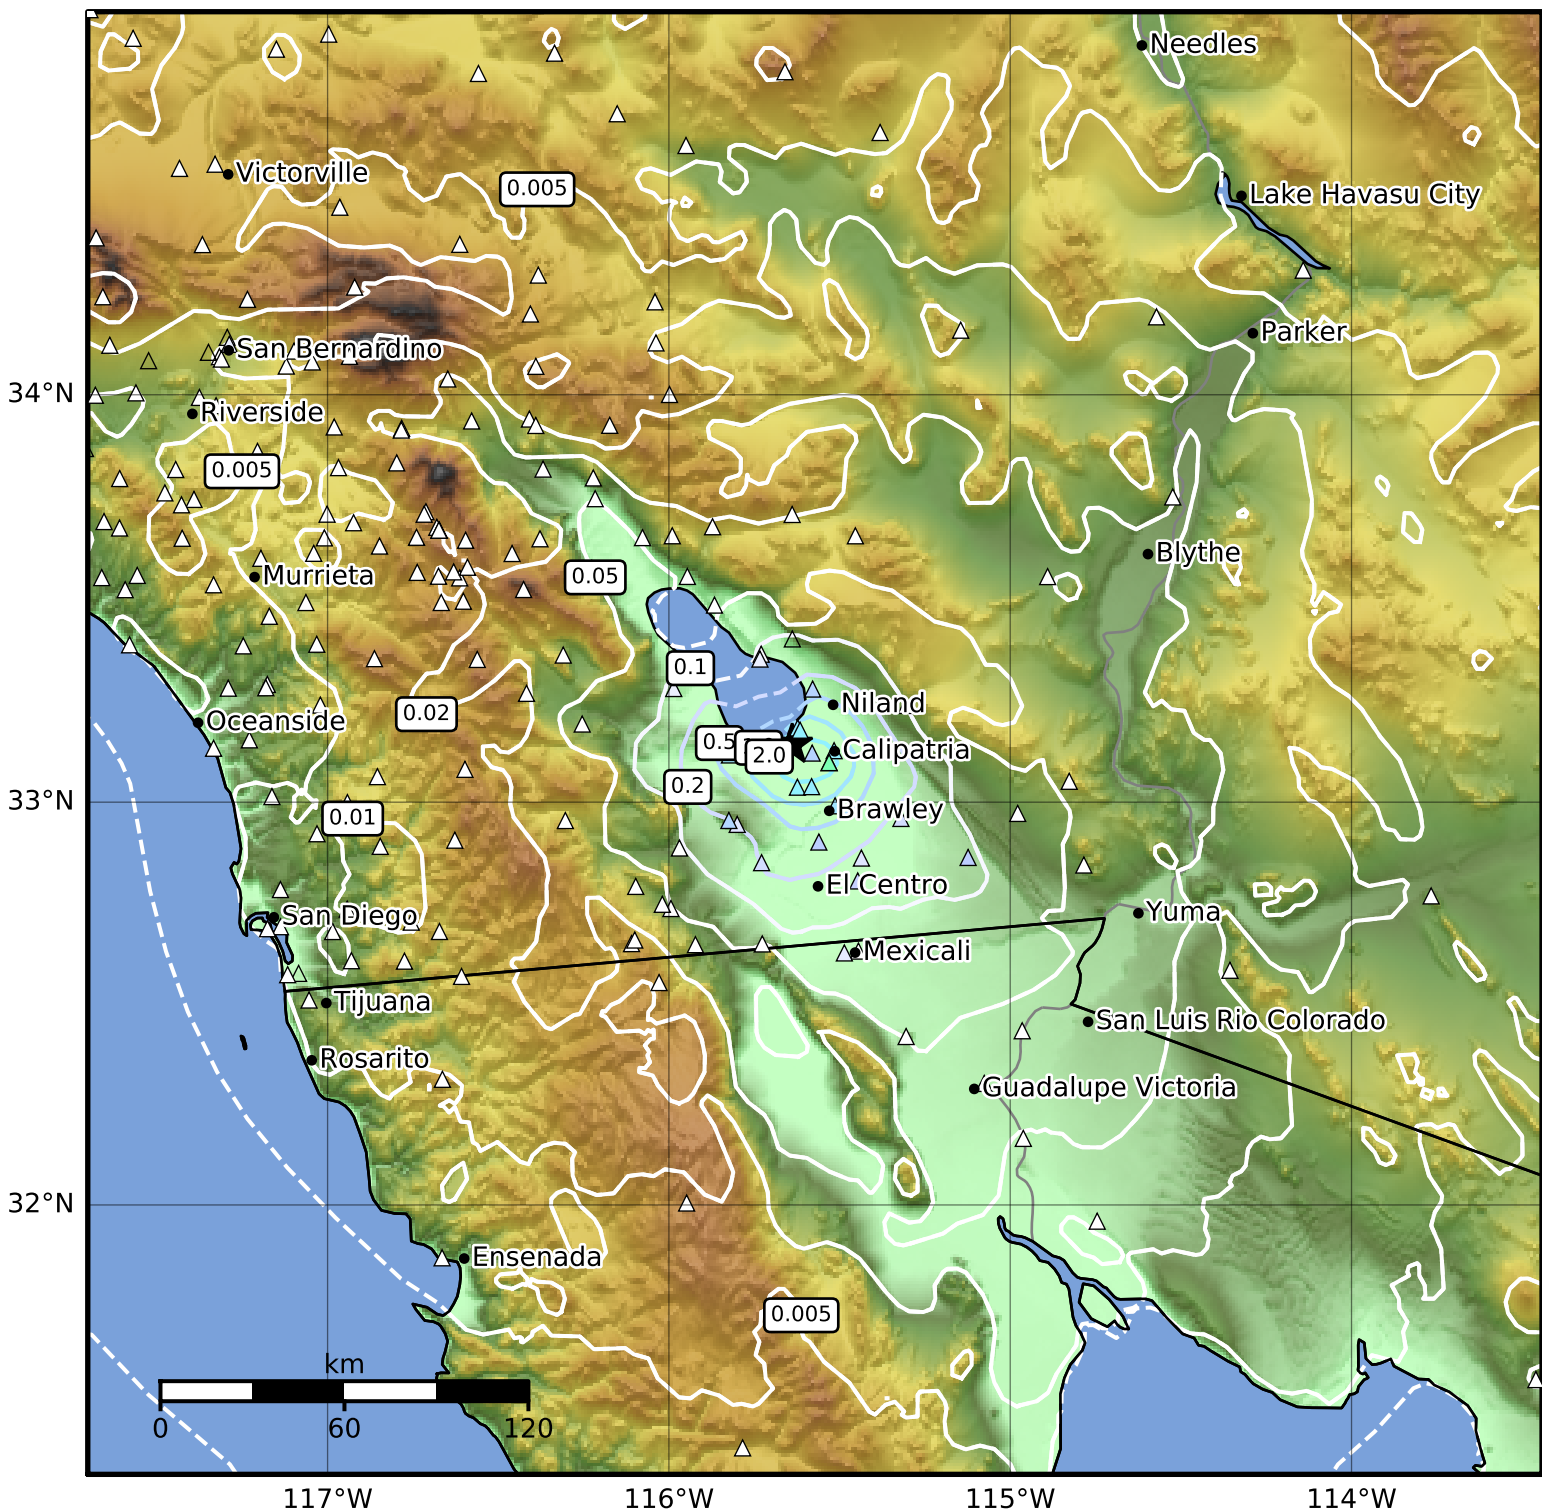 Needles
Victorville
0.005
Lake Havasu City
Parker
San Bernardino
34°N
Riverside
0.005
Blythe
Murrieta
0.05
0.1
Niland
0.02
Oceanside
0.5
2.0
Calipatria
0.2
33°N
0.01
Brawley
El Centro
San Diego
Yuma
Mexicali
Tijuana
San Luis Rio Colorado
Rosarito
Guadalupe Victoria
32°N
Ensenada
0.005
km
0 60 120
117°W 116°W 115°W 114°W